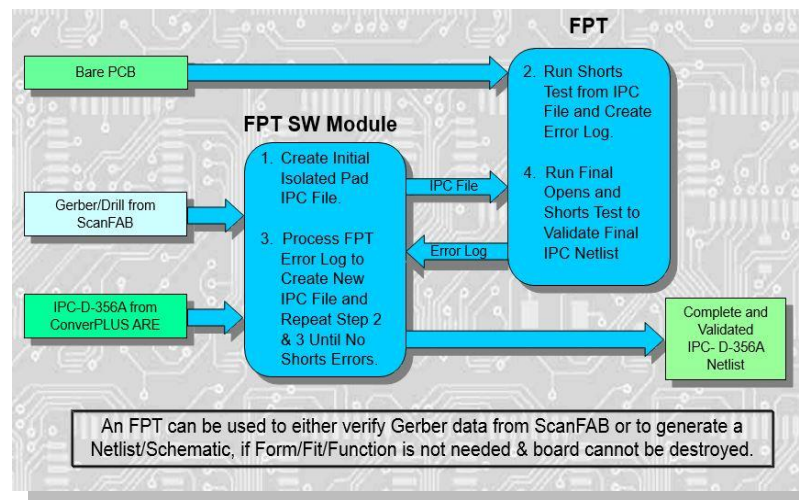 FPT
Bare PCB
2. Run Shorts
Test from IPC
File and Create
Error Log.
4. Run Final
Opens and
Shorts Test to
Validate Final
IPC Netlist
FPT SW Module
1. Create Initial
Isolated Pad
IPC File.
3. Process FPT
Error Log to
Create New
IPC File and
Repeat Step 2
& 3 Until No
Shorts Errors.
IPC File
Error Log
Gerber/Drill from
ScanFAB
IPC-D-356A from
ConverPLUS ARE
Complete and
Validated
IPC- D-356A
Netlist
An FPT can be used to either verify Gerber data from ScanFAB or to generate a
Netlist/Schematic, if Form/Fit/Function is not needed & board cannot be destroyed.